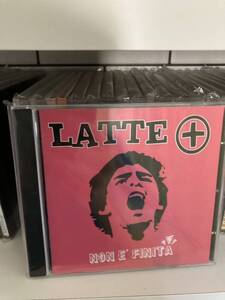 LATTE +
NON E' FINITA